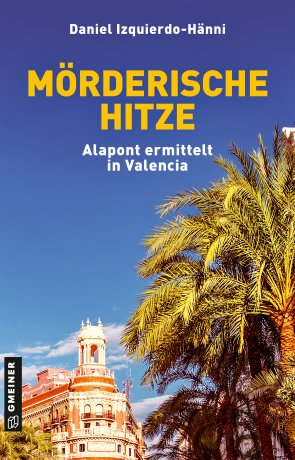 Daniel Izquierdo-Hänni
MÖRDERISCHE
HITZE
Alapont ermittelt
in Valencia
GMEINER